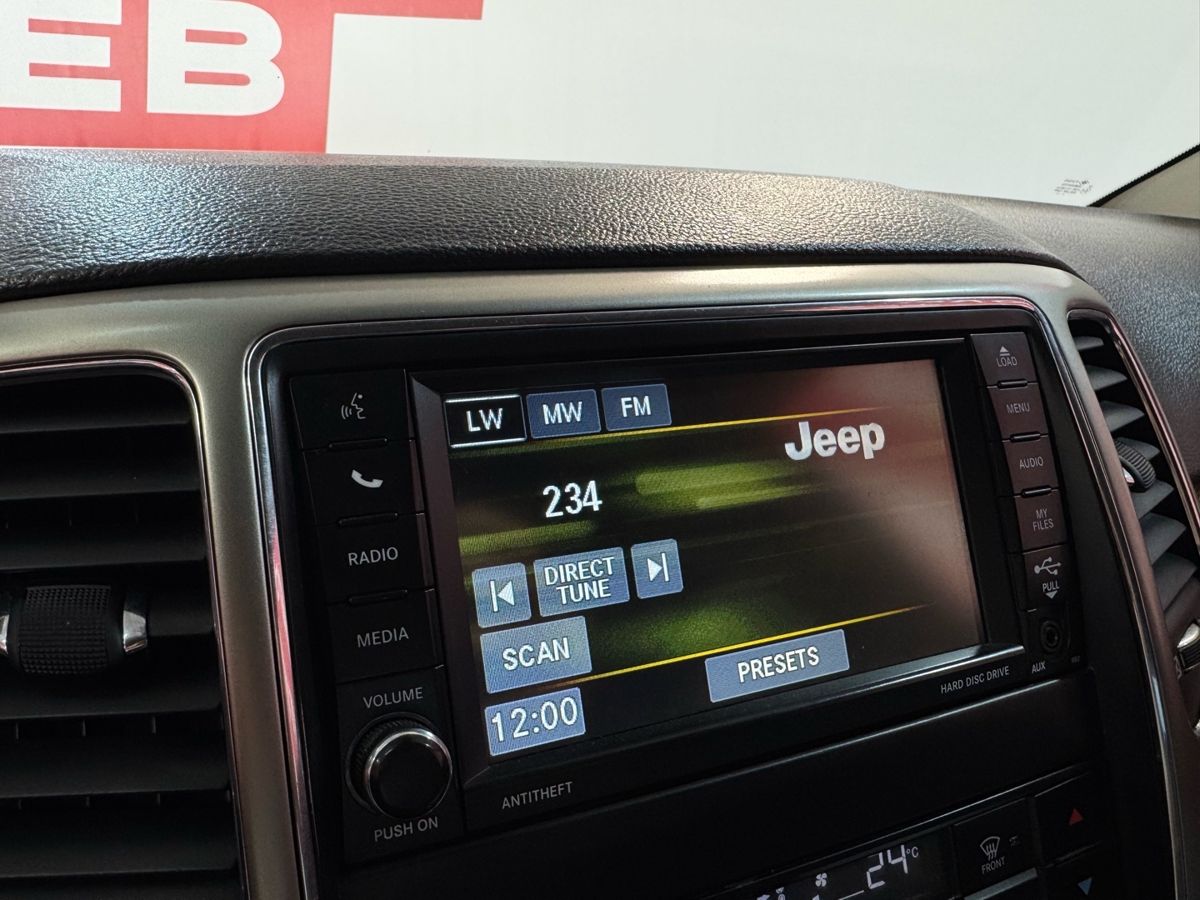 EB
LOAD
MENU
AUDIO
MY
FILES
PULL
AUX
RADIO
MEDIA
VOLUME
PUSH ON
LW MW FM
Jeep
234
DIRECT
TUNE
SCAN
PRESETS
12:00
HARD DISC DRIVE
ANTITHEFT
24°C
FRONT